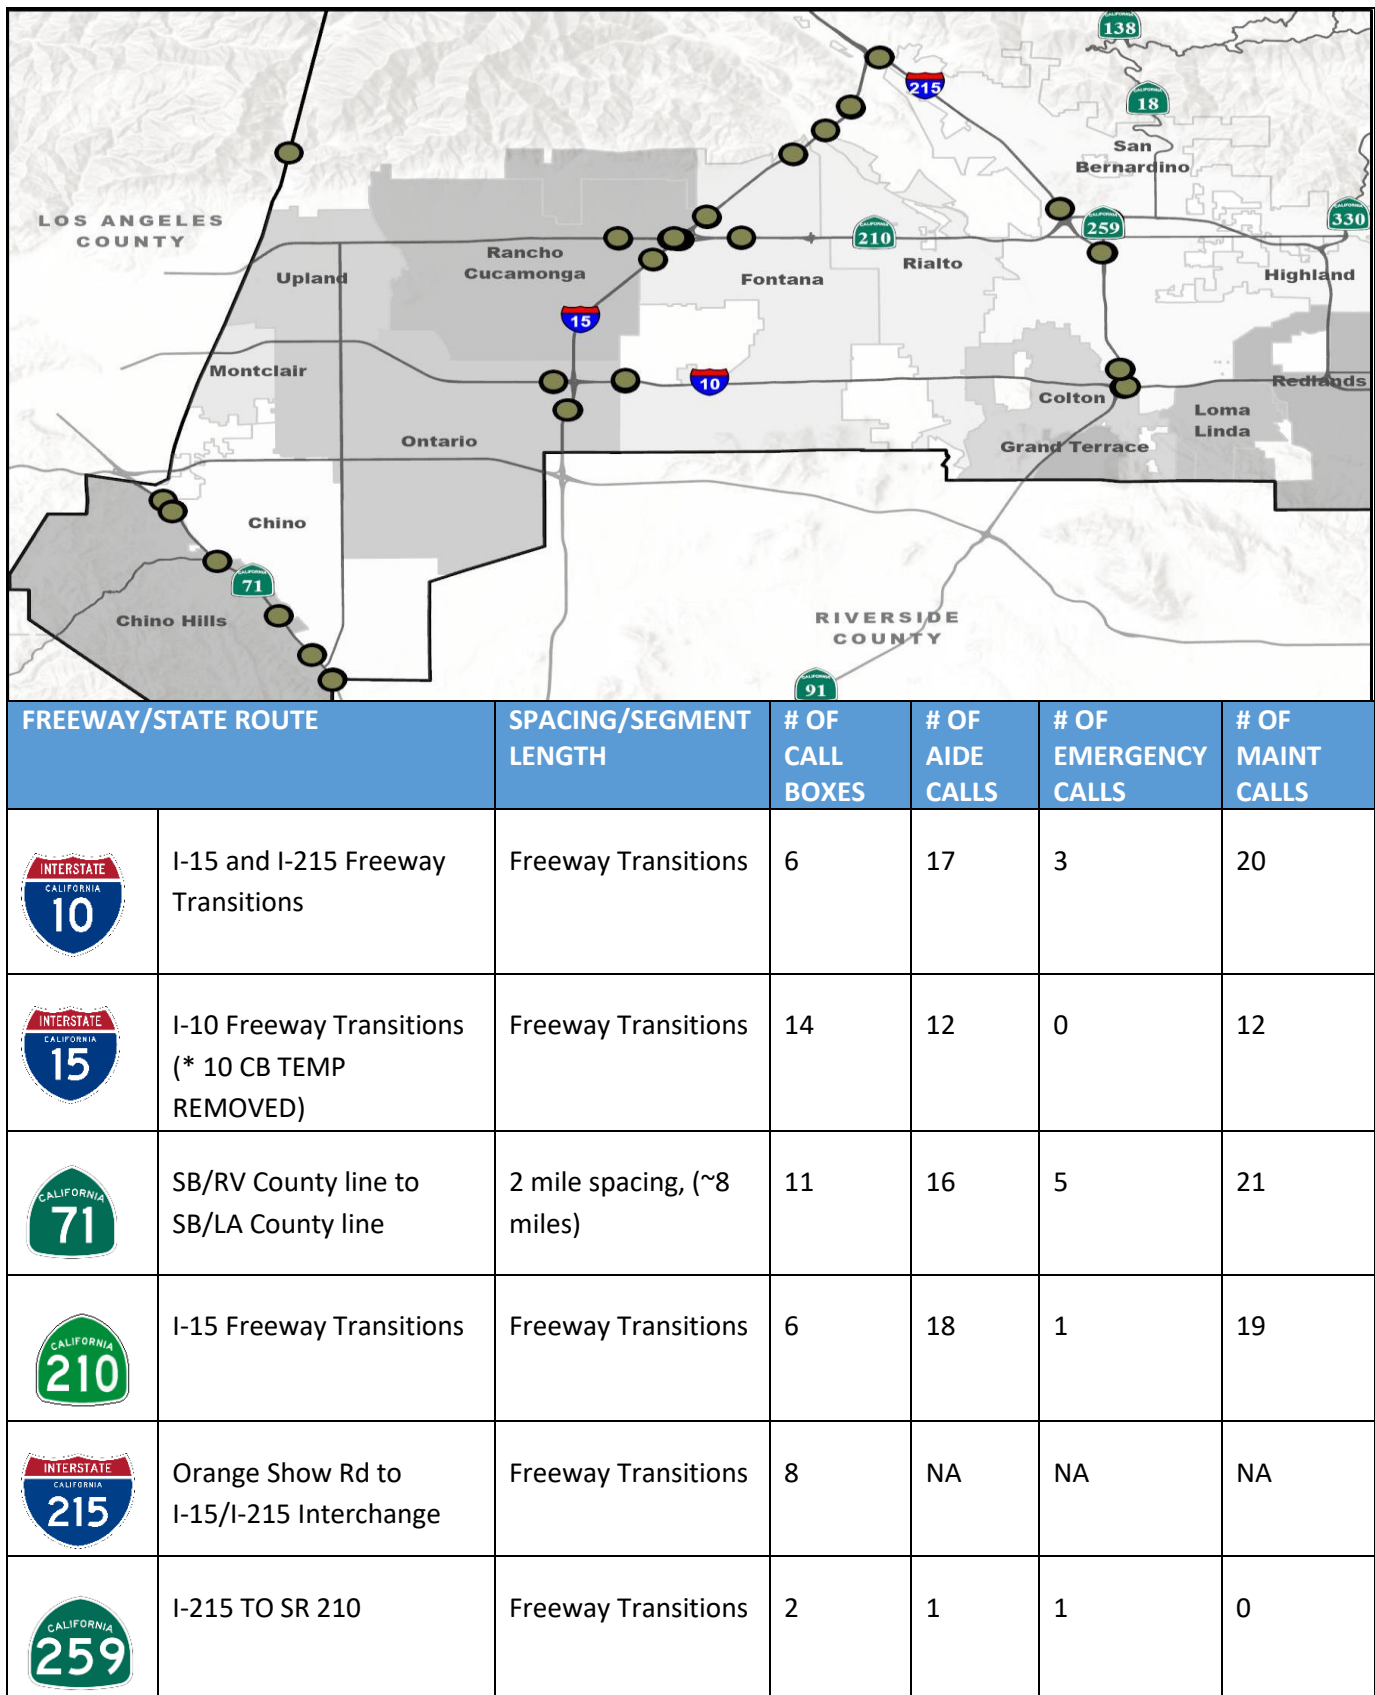 CALIFORNIA
138
215
CALIFORNIA
18
San
Bernardino
LOS ANGELES
COUNTY
CALIFORNIA
330
CALIFORNIA
259
CALIFORNIA
210
Rancho
Cucamonga
Upland
Fontana
Rialto
Highland
15
Montclair
10
Redlands
Colton
Loma
Linda
Ontario
Grand Terrace
Chino
CALIFORNIA
71
Chino Hills
RIVERSIDE
COUNTY
CALIFORNIA
91
FREEWAY/STATE ROUTE
SPACING/SEGMENT
LENGTH
# OF
CALL
BOXES
# OF
AIDE
CALLS
# OF
EMERGENCY
CALLS
# OF
MAINT
CALLS
INTERSTATE
CALIFORNIA
10
I-15 and I-215 Freeway
Transitions
Freeway Transitions
6
17
3
20
INTERSTATE
CALIFORNIA
15
I-10 Freeway Transitions
(* 10 CB TEMP
REMOVED)
Freeway Transitions
14
12
0
12
CALIFORNIA
71
SB/RV County line to
SB/LA County line
2 mile spacing, (~8
miles)
11
16
5
21
CALIFORNIA
210
I-15 Freeway Transitions
Freeway Transitions
6
18
1
19
INTERSTATE
CALIFORNIA
215
Orange Show Rd to
I-15/I-215 Interchange
Freeway Transitions
8
NA
NA
NA
CALIFORNIA
259
I-215 TO SR 210
Freeway Transitions
2
1
1
0